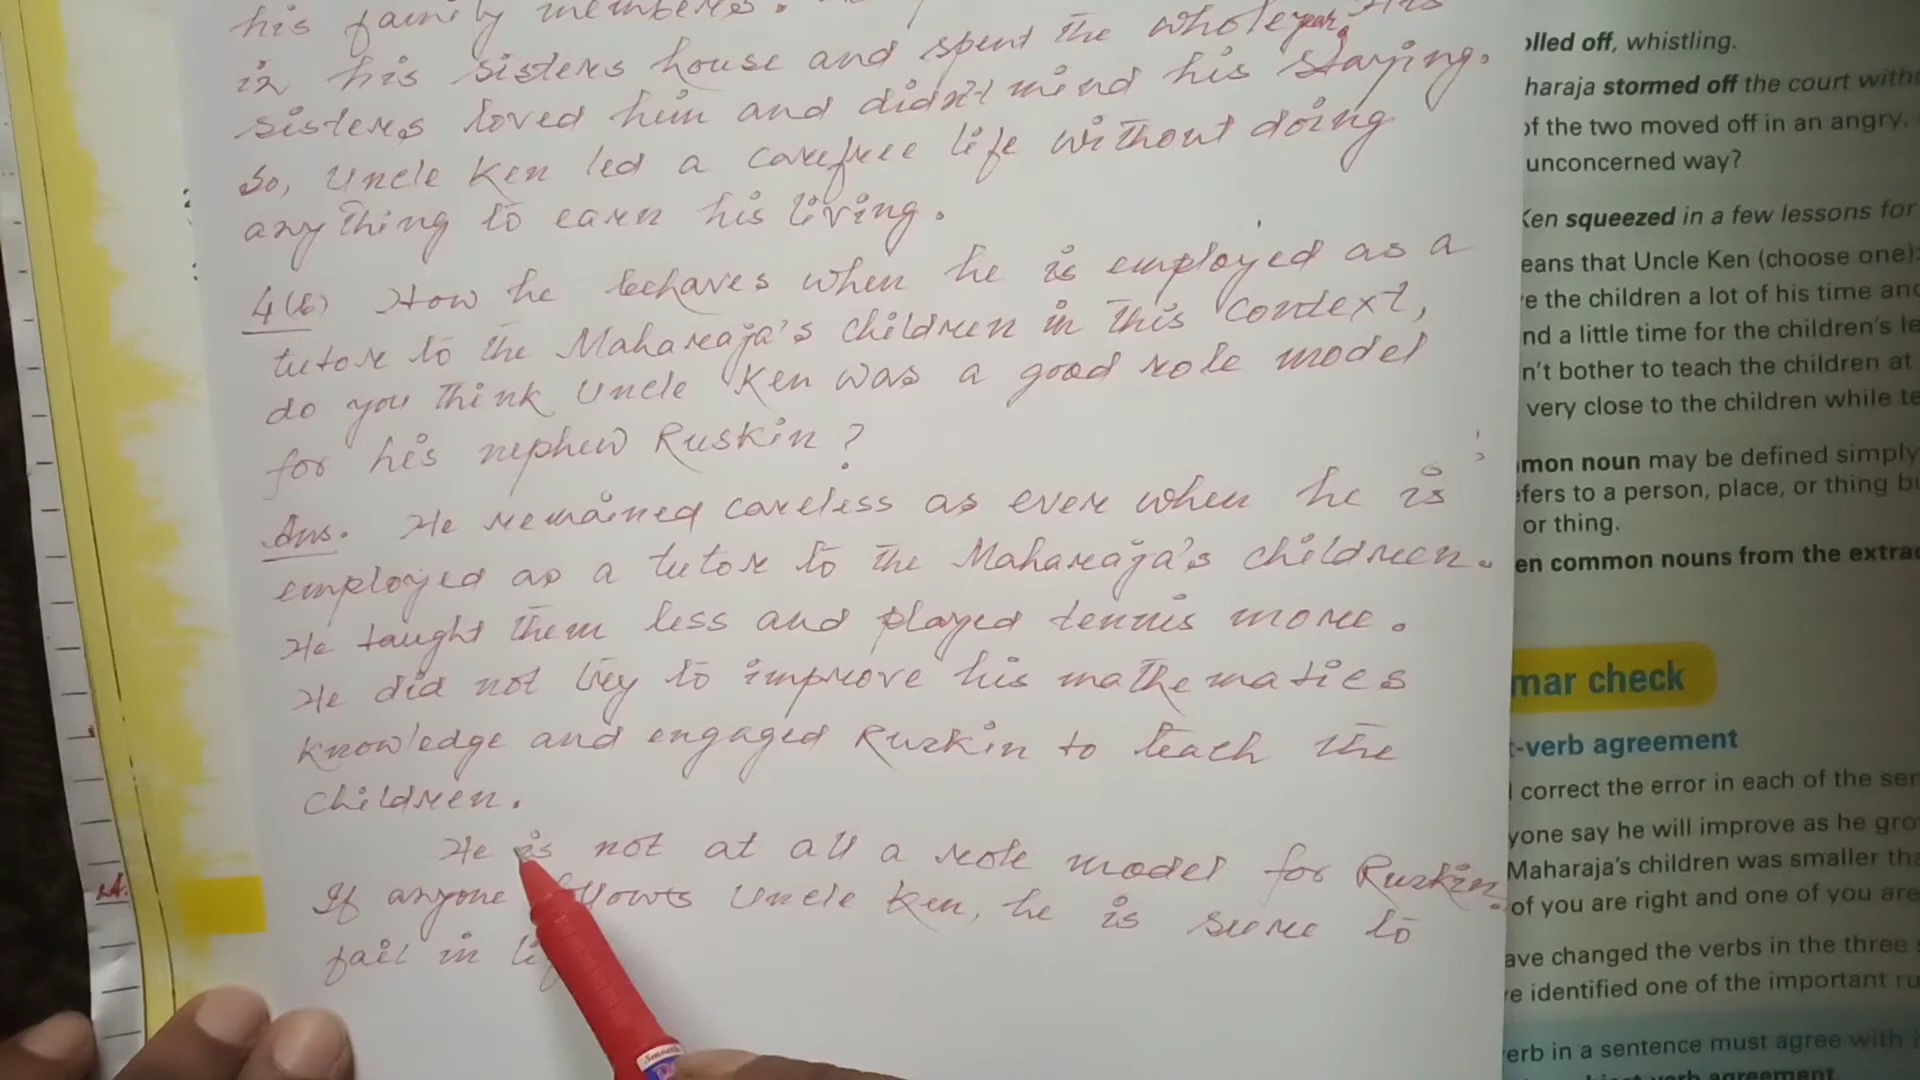 his family members.
in his sisters house and spent the whole year. His
sisters loved him and didn't mind his staying.
So, Uncle Ken led a carefree life without doing
anything to earn his living.
4(b) How he behaves when he is employed as a
tutor to the Maharaja's children in this context,
do you think Uncle Ken was a good role model
for his nephew Ruskin?
Ans. He remained careless as ever when he is
employed as a tutor to the Maharaja's children.
He taught them less and played tennis more.
He did not try to improve his mathematics
knowledge and engaged Ruskin to teach the
children.
He is not at all a role model for Ruskin.
If anyone follows Uncle Ken, he is sure to
fail in
olled off, whistling.
haraja stormed off the court with
of the two moved off in an angry,
unconcerned way?
Ken squeezed in a few lessons for
eans that Uncle Ken (choose one):
e the children a lot of his time and
nd a little time for the children's le
n't bother to teach the children at
very close to the children while te
mon noun may be defined simply
efers to a person, place, or thing bu
or thing.
en common nouns from the extrac
mar check
t-verb agreement
correct the error in each of the sen
yone say he will improve as he gro
Maharaja's children was smaller tha
of you are right and one of you are
ave changed the verbs in the three
e identified one of the important ru
erb in a sentence must agree with i
verb agreement.